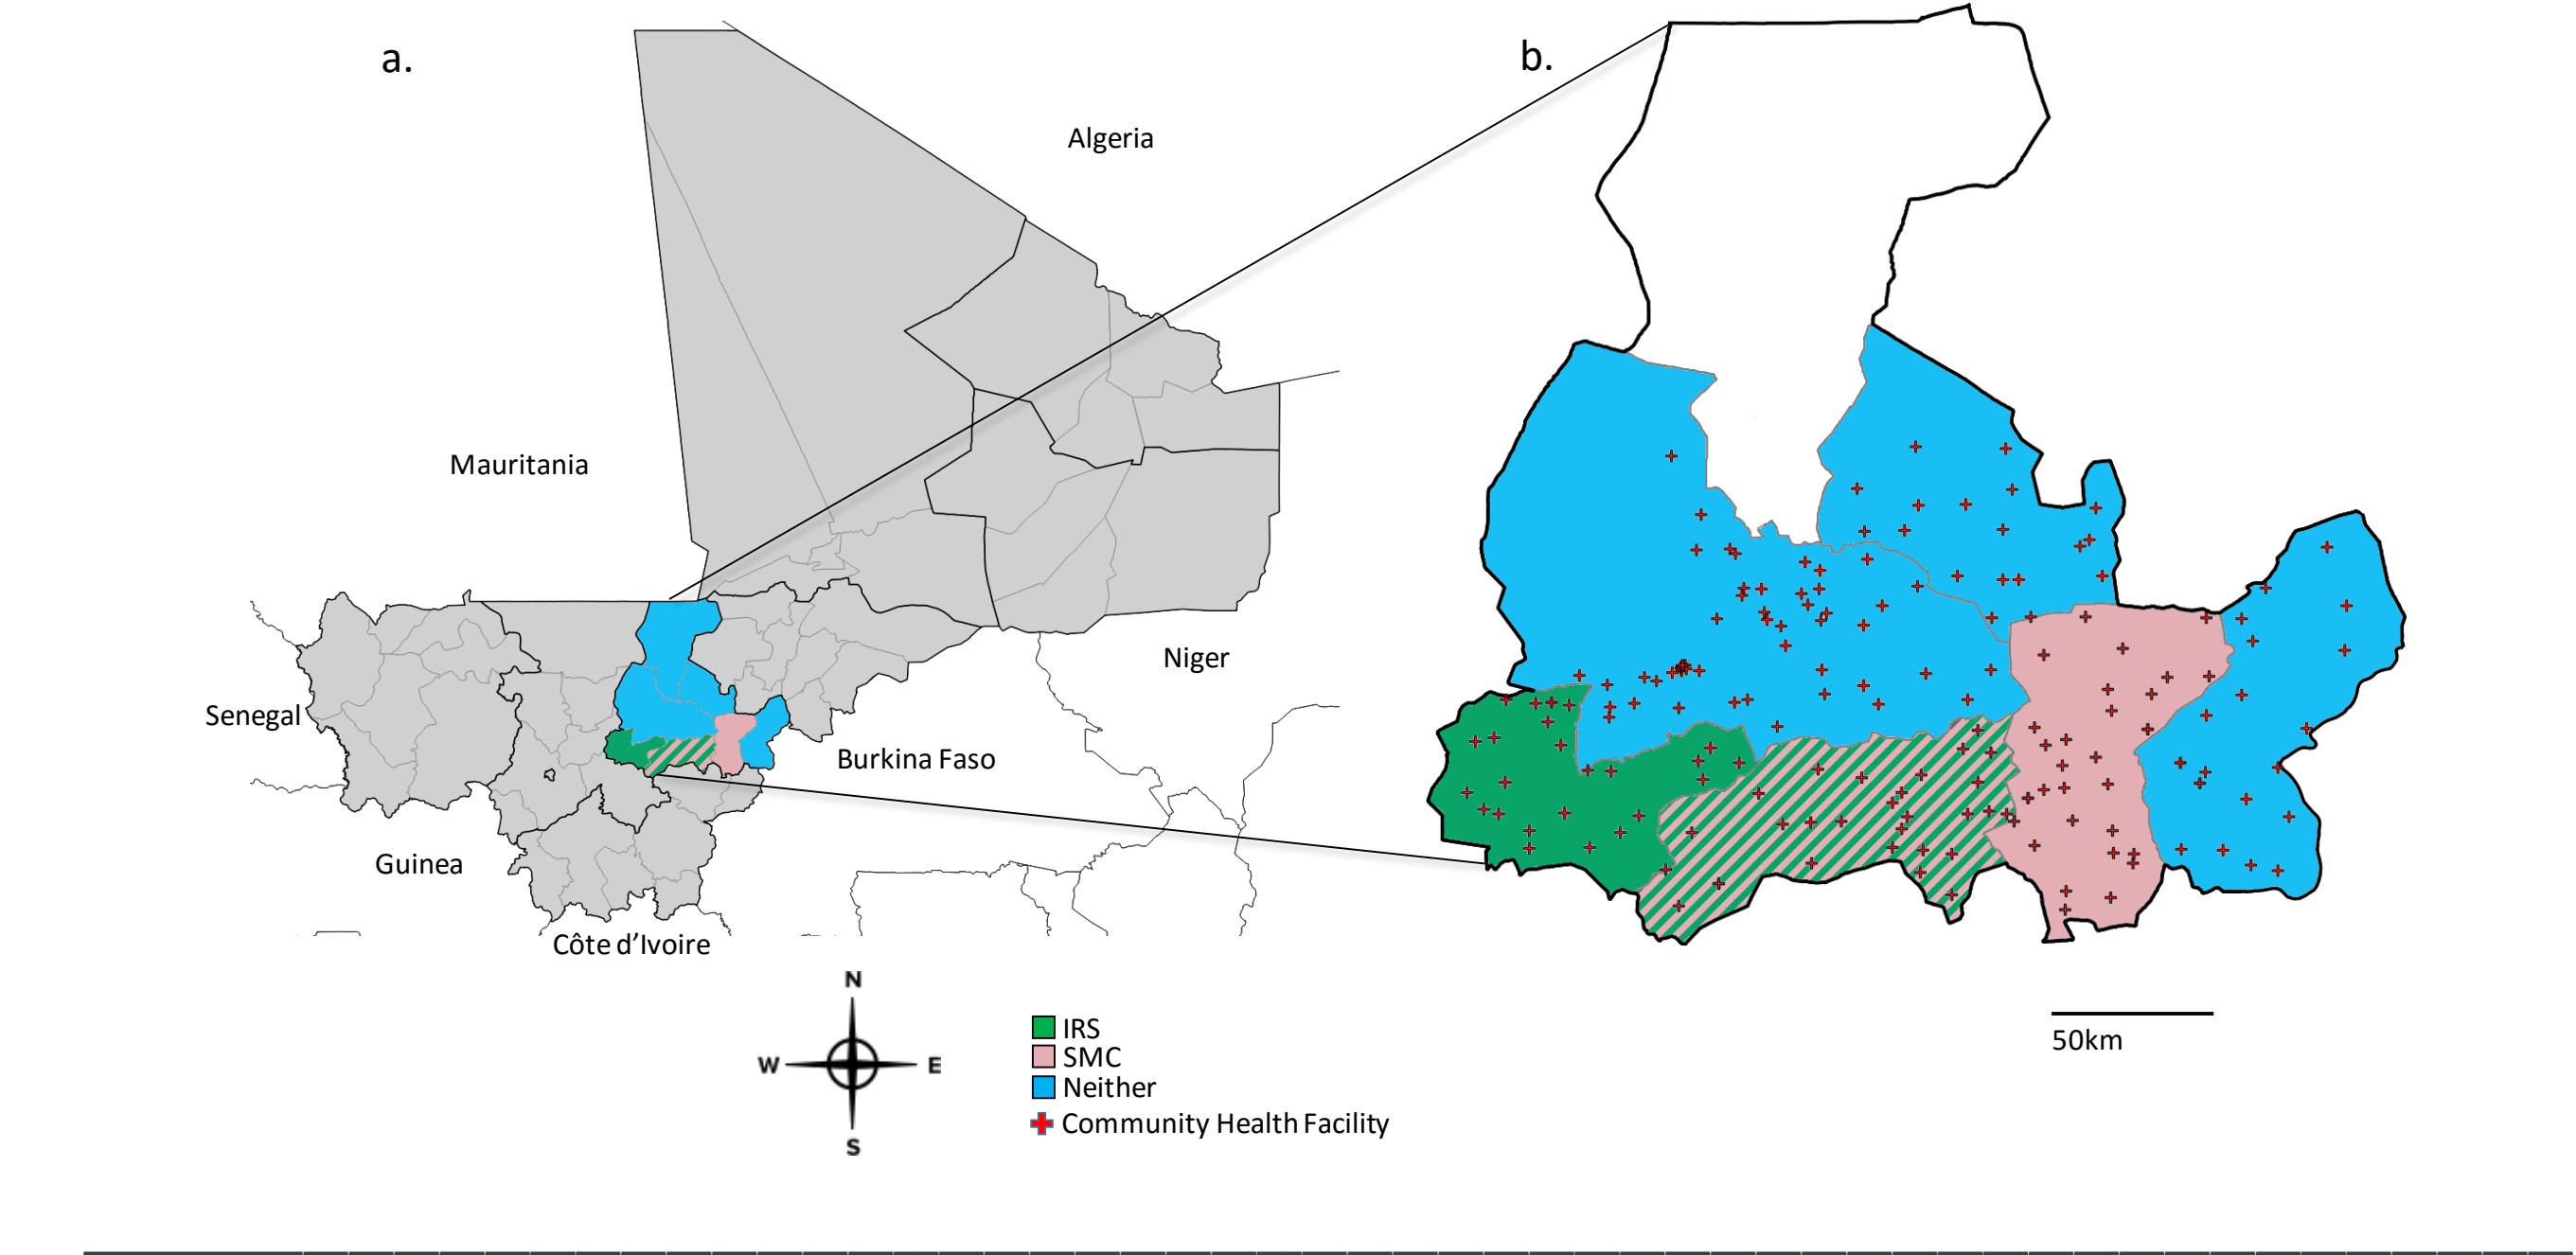 a.
b.
Algeria
Mauritania
Niger
Senegal
Burkina Faso
Guinea
Côte d’Ivoire
N
W
E
S
IRS
SMC
Neither
Community Health Facility
50km